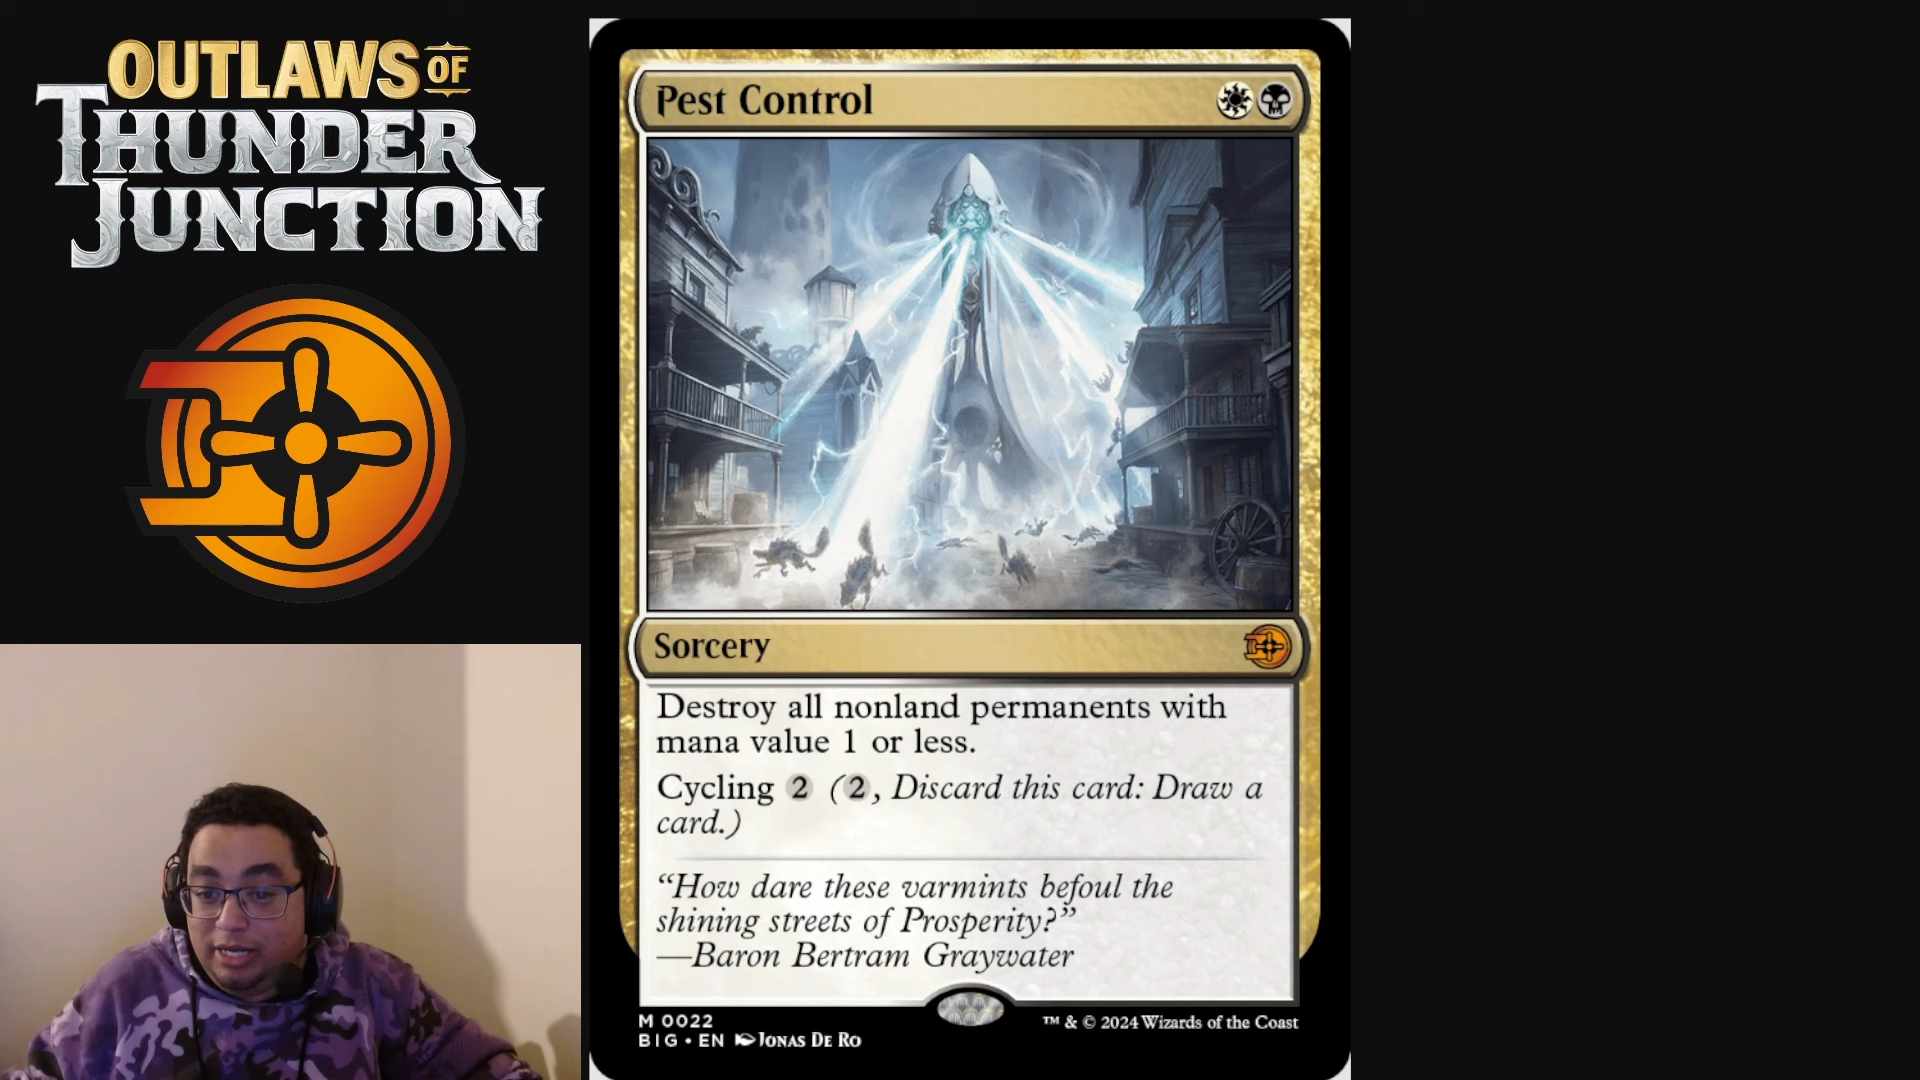 OUTLAWS OF
THUNDER
JUNCTION
Pest Control
Sorcery
Destroy all nonland permanents with
mana value 1 or less.
Cycling 2 (2, Discard this card: Draw a
card.)
“How dare these varmints befoul the
shining streets of Prosperity?”
—Baron Bertram Graywater
M 0022
BIG • EN Jonas De Ro
™ & © 2024 Wizards of the Coast